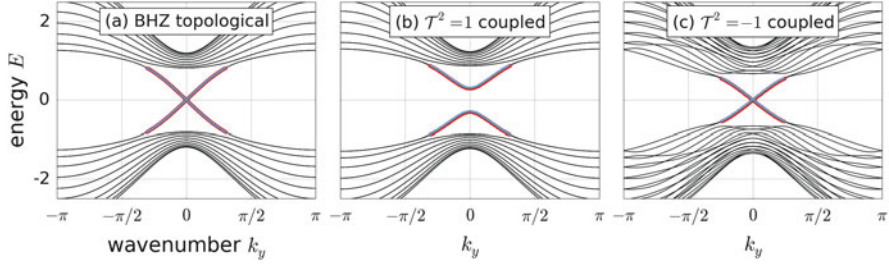 (a) BHZ topological
(b) 𝒯² = 1 coupled
(c) 𝒯² = −1 coupled
energy E
2
0
-2
−π −π/2 0 π/2 π
−π −π/2 0 π/2 π
−π −π/2 0 π/2 π
wavenumber k_y
k_y
k_y